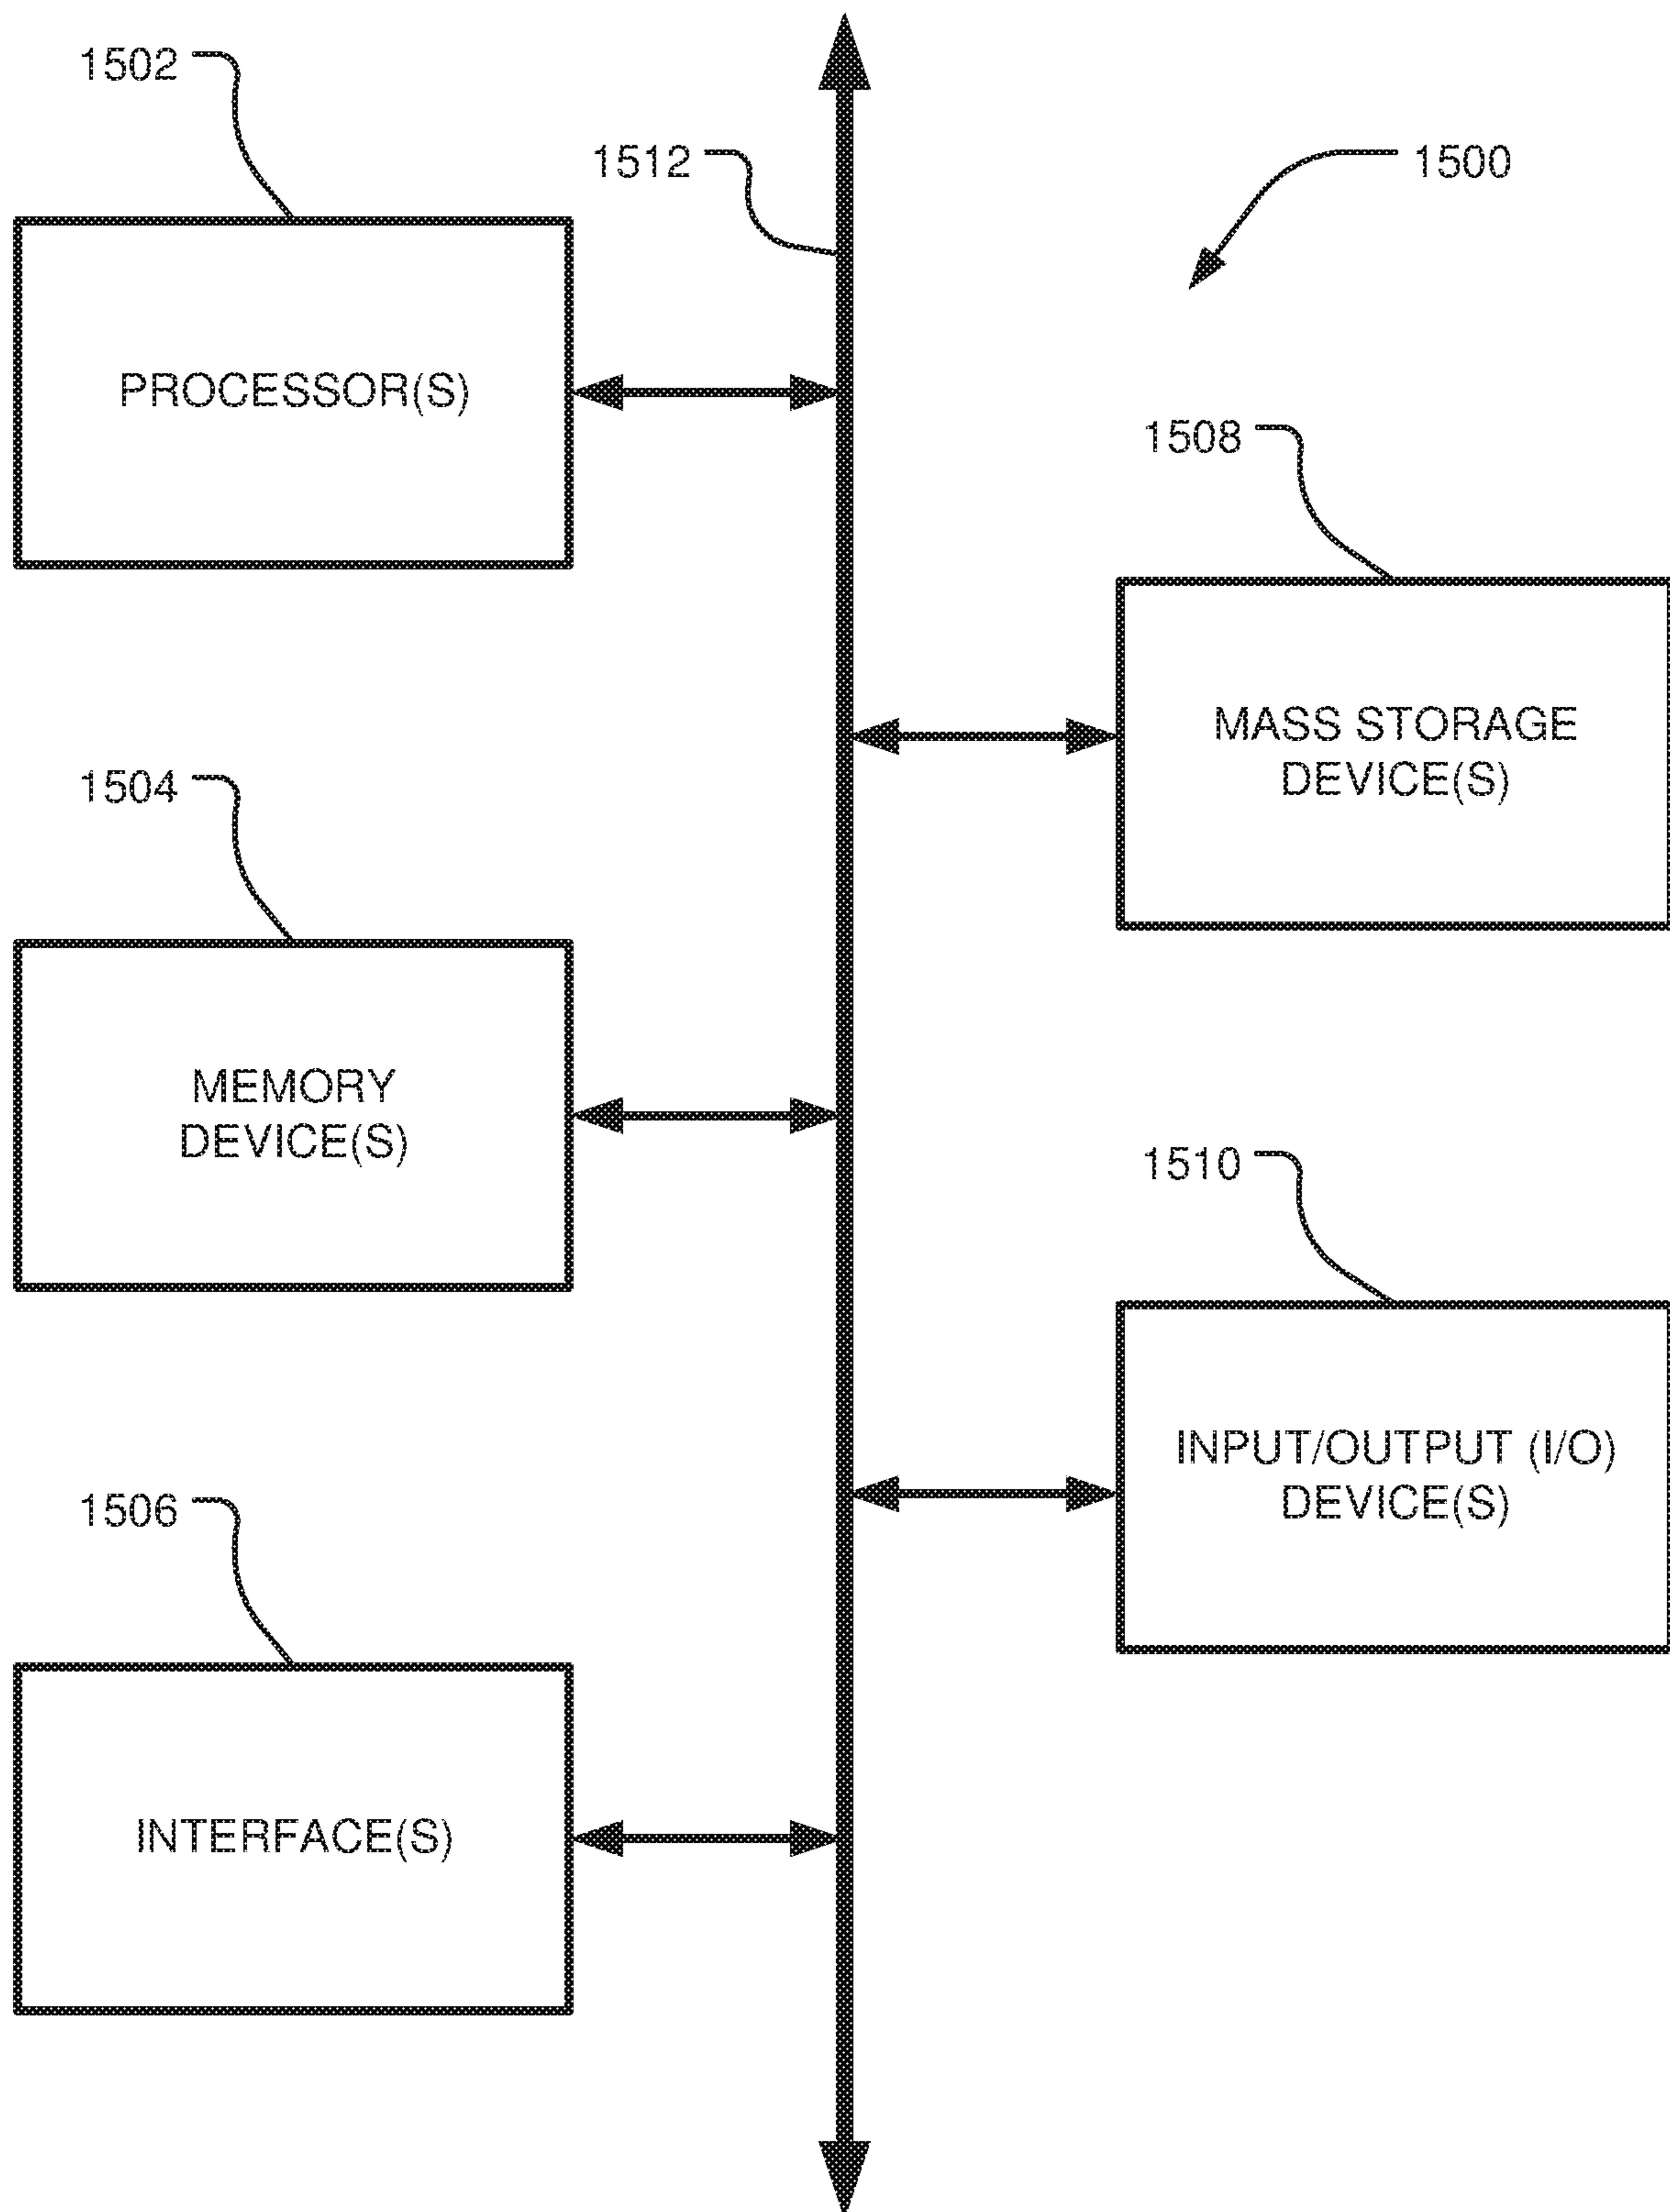 1502
1512
1500
PROCESSOR(S)
1508
MASS STORAGE
DEVICE(S)
1504
MEMORY
DEVICE(S)
1510
INPUT/OUTPUT (I/O)
DEVICE(S)
1506
INTERFACE(S)